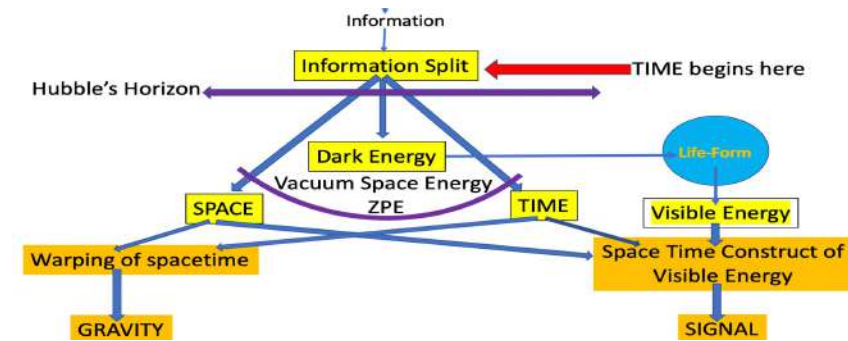 Information
Information Split
TIME begins here
Hubble's Horizon
Dark Energy
Life-Form
Vacuum Space Energy
ZPE
SPACE
TIME
Visible Energy
Warping of spacetime
Space Time Construct of
Visible Energy
GRAVITY
SIGNAL